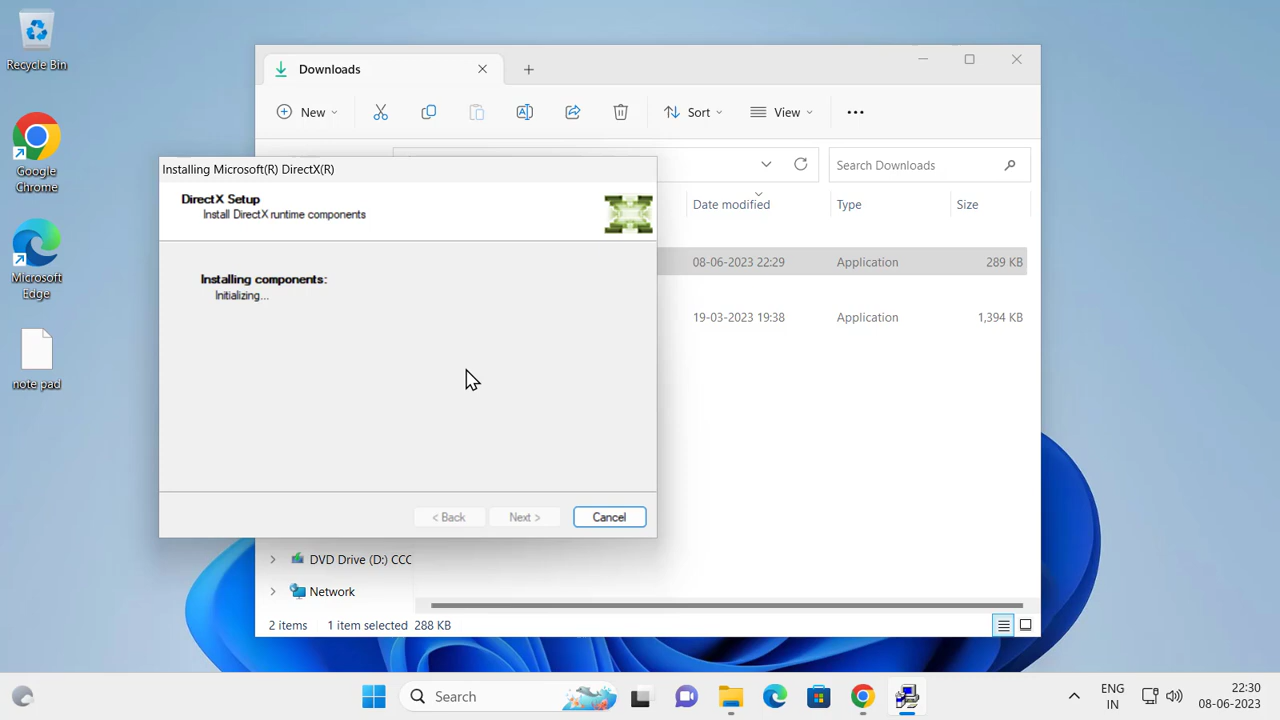 Recycle Bin
Google
Chrome
Microsoft
Edge
note pad
Downloads
New
Sort
View
Search Downloads
Date modified
Type
Size
08-06-2023 22:29
Application
289 KB
19-03-2023 19:38
Application
1,394 KB
Installing Microsoft(R) DirectX(R)
DirectX Setup
Install DirectX runtime components
Installing components:
Initializing...
< Back
Next >
Cancel
DVD Drive (D:) CCC
Network
2 items
1 item selected
288 KB
Search
ENG
IN
22:30
08-06-2023